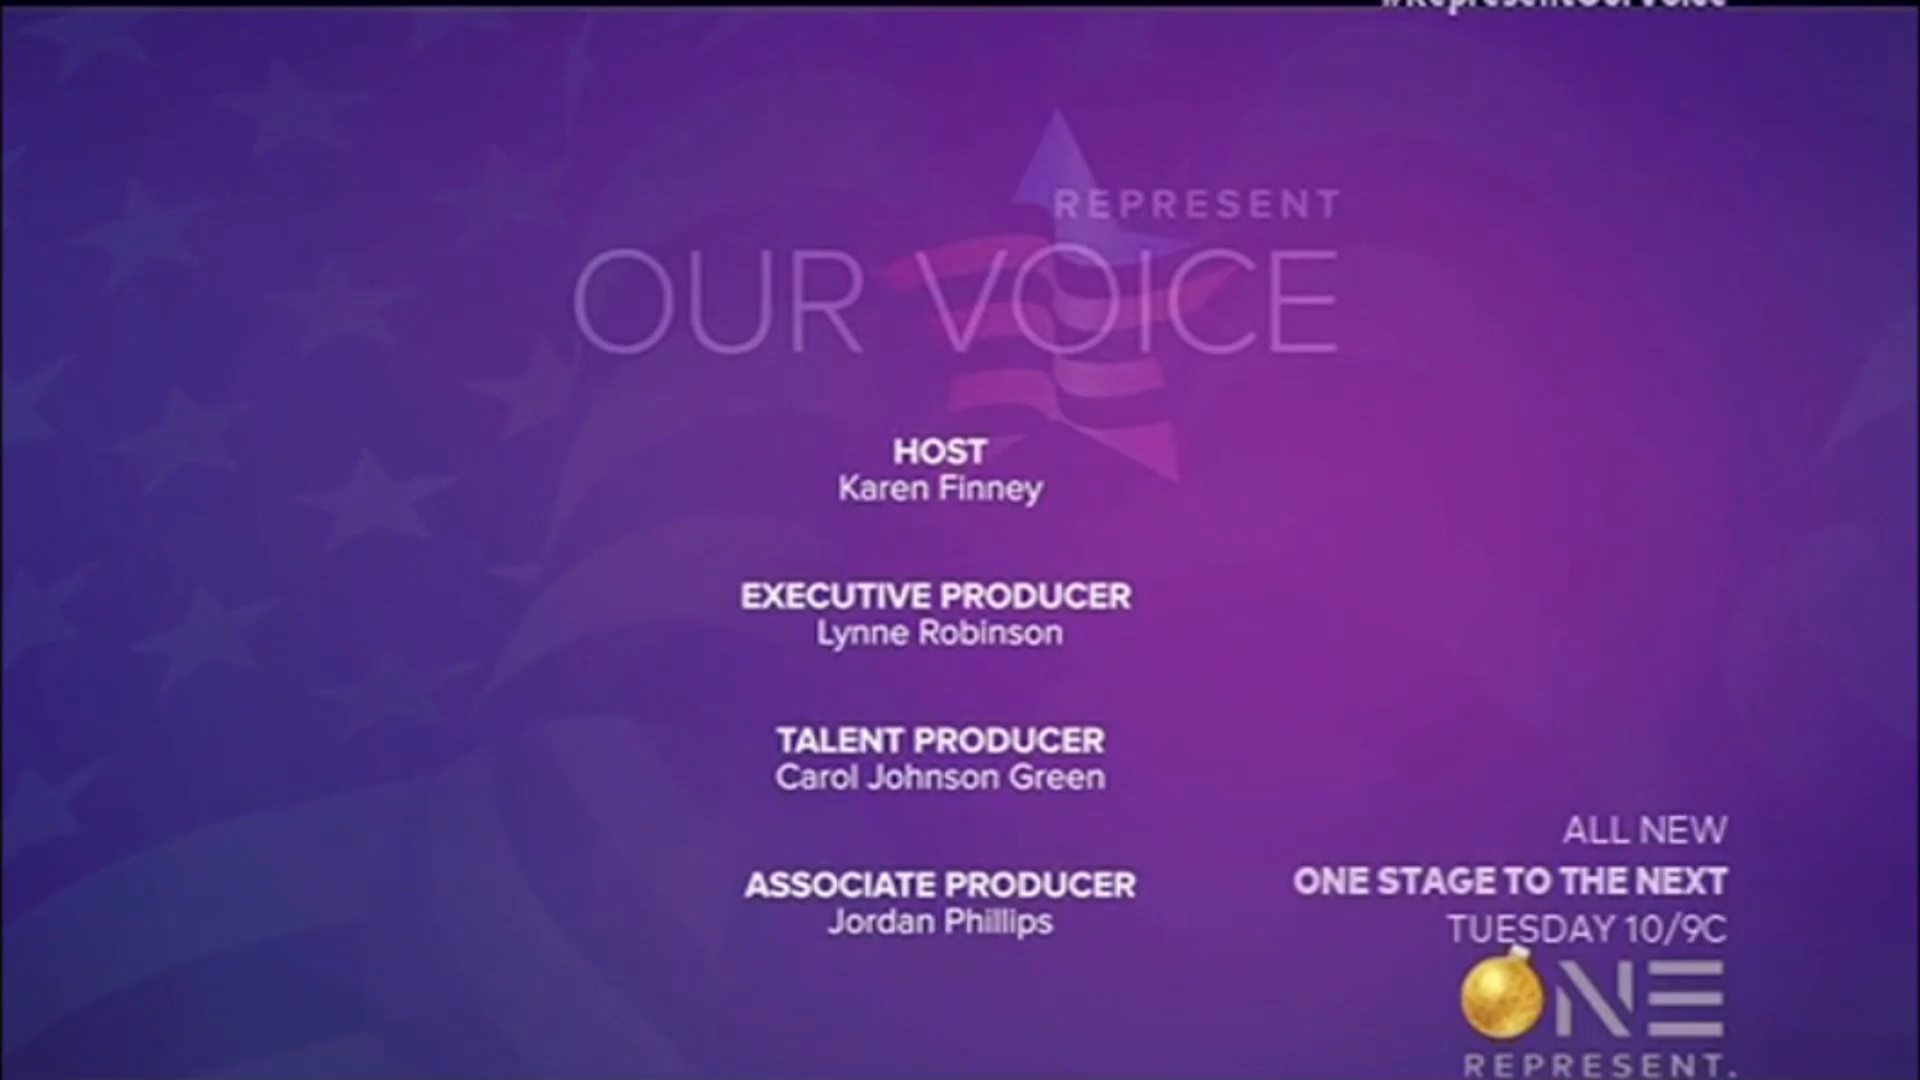 #RepresentOurVoice
REPRESENT
OUR VOICE
HOST
Karen Finney
EXECUTIVE PRODUCER
Lynne Robinson
TALENT PRODUCER
Carol Johnson Green
ASSOCIATE PRODUCER
Jordan Phillips
ALL NEW
ONE STAGE TO THE NEXT
TUESDAY 10/9C
ONE
REPRESENT.